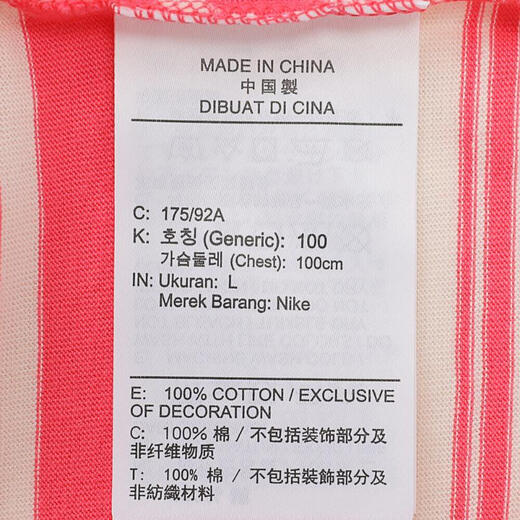 MADE IN CHINA
中国製
DIBUAT DI CINA
C: 175/92A
K: 호칭 (Generic): 100
가슴둘레 (Chest): 100cm
IN: Ukuran: L
Merek Barang: Nike
E: 100% COTTON / EXCLUSIVE
OF DECORATION
C: 100% 棉 / 不包括装饰部分及
非纤维物质
T: 100% 棉 / 不包括裝飾部分及
非紡織材料